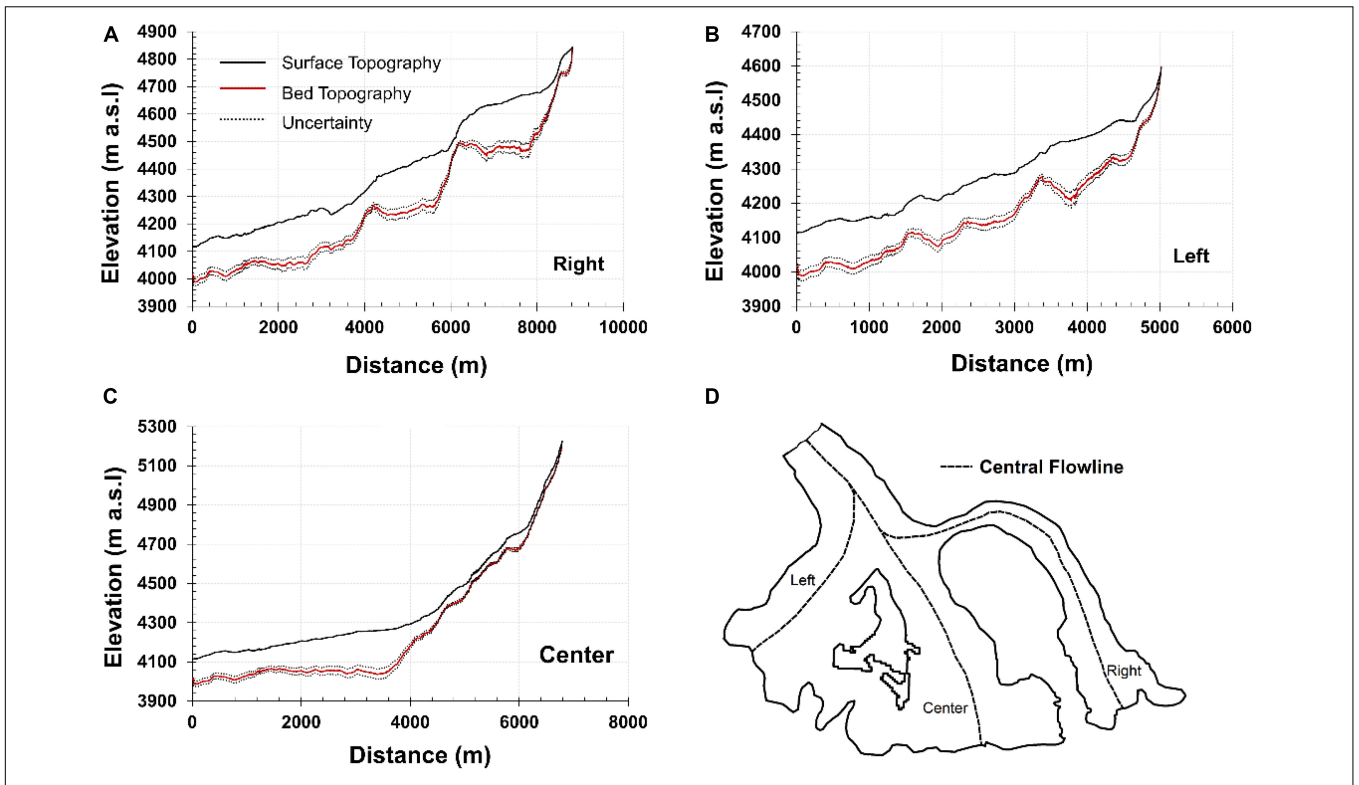 A
4900
4800
4700
4600
4500
4400
4300
4200
4100
4000
3900
Elevation (m a.s.l)
Surface Topography
Bed Topography
Uncertainty
Right
0 2000 4000 6000 8000 10000
Distance (m)
B
4700
4600
4500
4400
4300
4200
4100
4000
3900
Elevation (m a.s.l)
Left
0 1000 2000 3000 4000 5000 6000
Distance (m)
C
5300
5100
4900
4700
4500
4300
4100
3900
Elevation (m a.s.l)
Center
0 2000 4000 6000 8000
Distance (m)
D
Central Flowline
Left
Right
Center